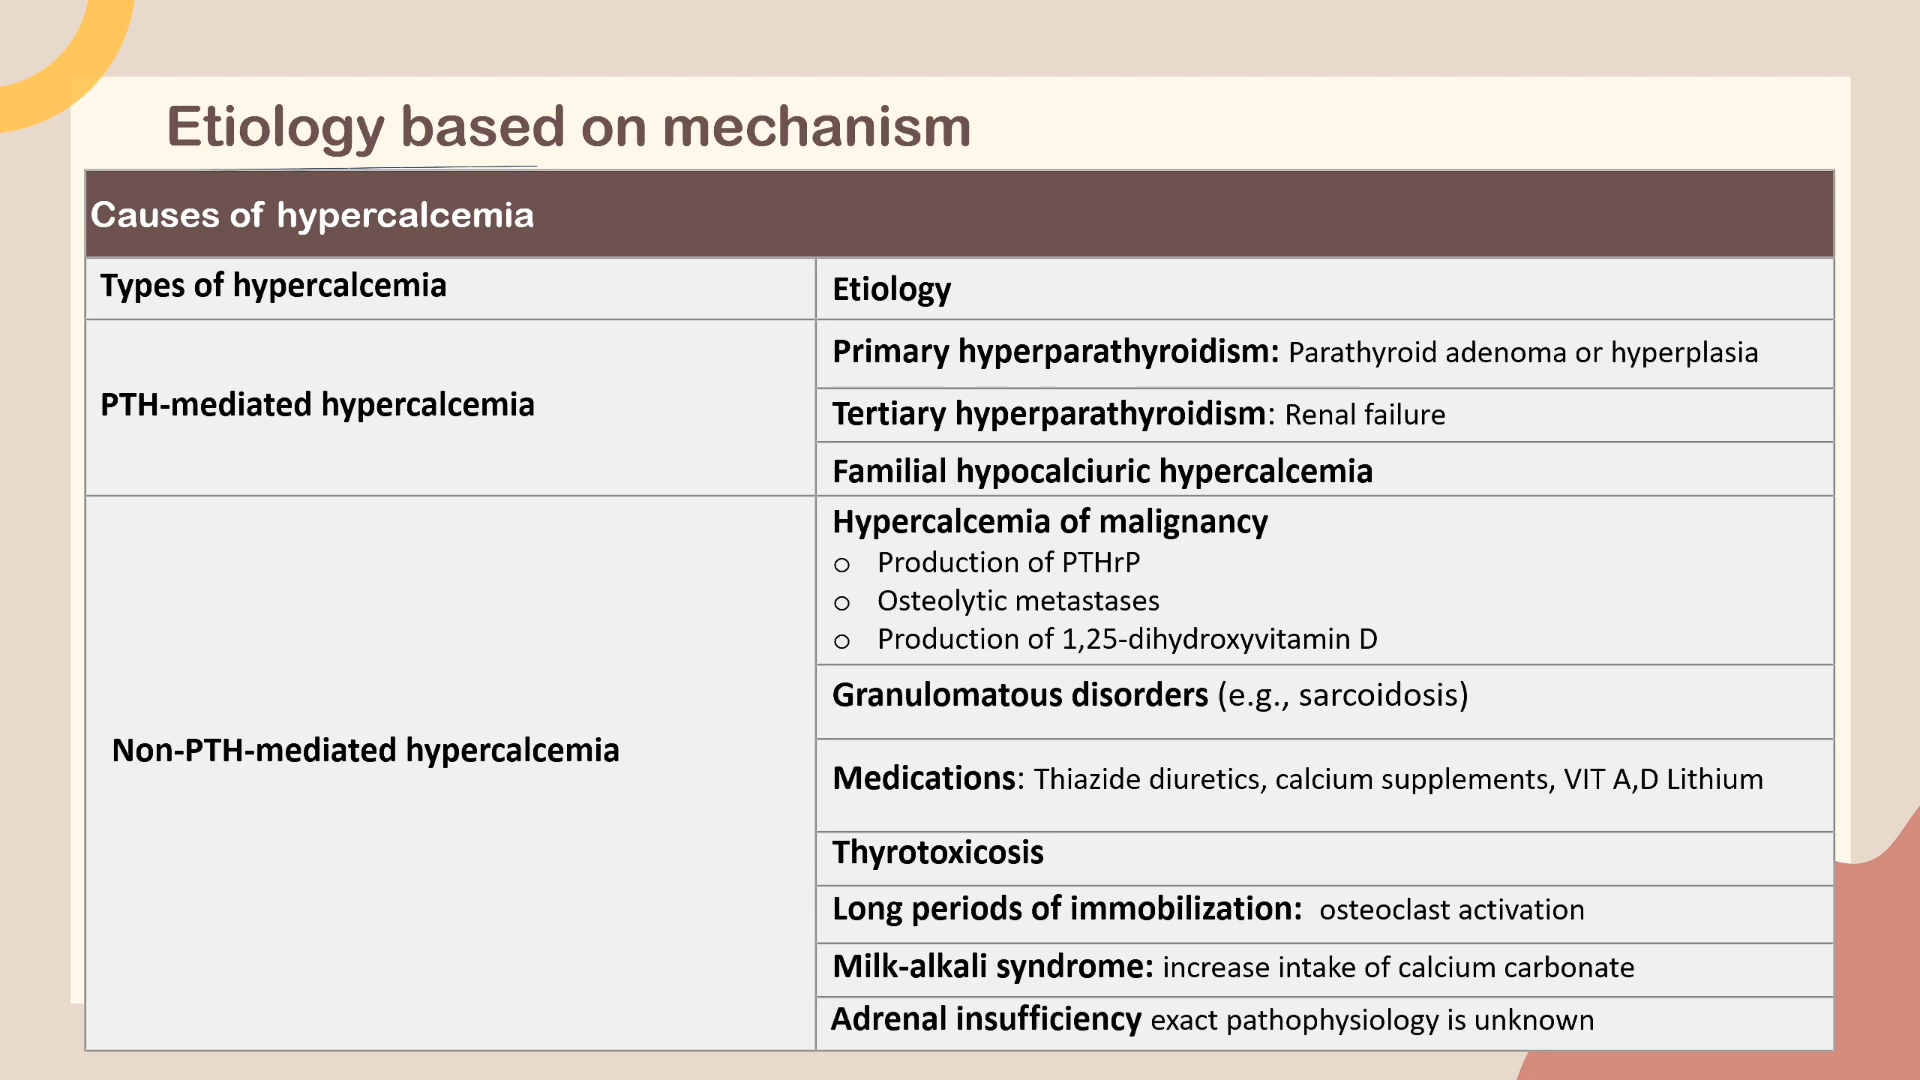 Etiology based on mechanism
Causes of hypercalcemia
Types of hypercalcemia
Etiology
PTH-mediated hypercalcemia
Primary hyperparathyroidism: Parathyroid adenoma or hyperplasia
Tertiary hyperparathyroidism: Renal failure
Familial hypocalciuric hypercalcemia
Non-PTH-mediated hypercalcemia
Hypercalcemia of malignancy
o Production of PTHrP
o Osteolytic metastases
o Production of 1,25-dihydroxyvitamin D
Granulomatous disorders (e.g., sarcoidosis)
Medications: Thiazide diuretics, calcium supplements, VIT A,D Lithium
Thyrotoxicosis
Long periods of immobilization: osteoclast activation
Milk-alkali syndrome: increase intake of calcium carbonate
Adrenal insufficiency exact pathophysiology is unknown